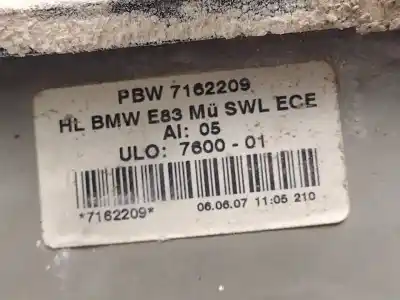 PBW 7162209
HL BMW E83 Mü SWL ECE
AI: 05
ULO: 7600 - 01
*7162209* 06.06.07 11:05 210